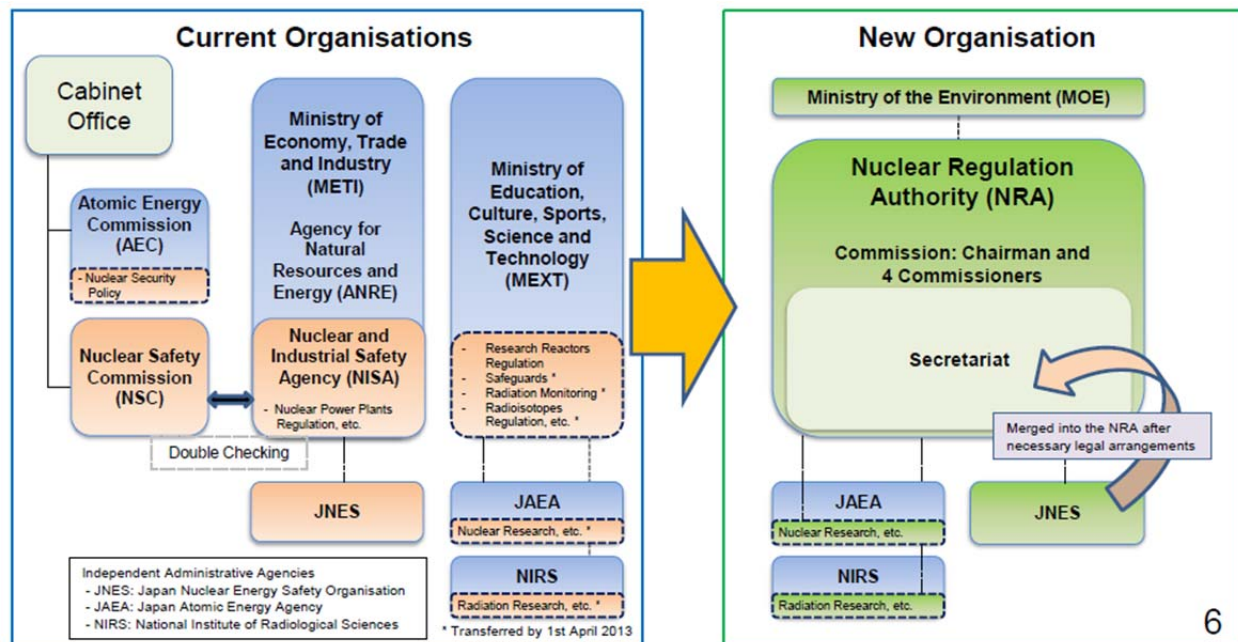 Current Organisations
Cabinet
Office
Atomic Energy
Commission
(AEC)
- Nuclear Security
Policy
Nuclear Safety
Commission
(NSC)
Double Checking
Ministry of
Economy, Trade
and Industry
(METI)
Agency for
Natural
Resources and
Energy (ANRE)
Nuclear and
Industrial Safety
Agency (NISA)
- Nuclear Power Plants
Regulation, etc.
JNES
Ministry of
Education,
Culture, Sports,
Science and
Technology
(MEXT)
- Research Reactors
Regulation
- Safeguards *
- Radiation Monitoring *
- Radioisotopes
Regulation, etc. *
JAEA
Nuclear Research, etc. *
NIRS
Radiation Research, etc. *
* Transferred by 1st April 2013
Independent Administrative Agencies
- JNES: Japan Nuclear Energy Safety Organisation
- JAEA: Japan Atomic Energy Agency
- NIRS: National Institute of Radiological Sciences
New Organisation
Ministry of the Environment (MOE)
Nuclear Regulation
Authority (NRA)
Commission: Chairman and
4 Commissioners
Secretariat
Merged into the NRA after
necessary legal arrangements
JAEA
Nuclear Research, etc.
NIRS
Radiation Research, etc.
JNES
6